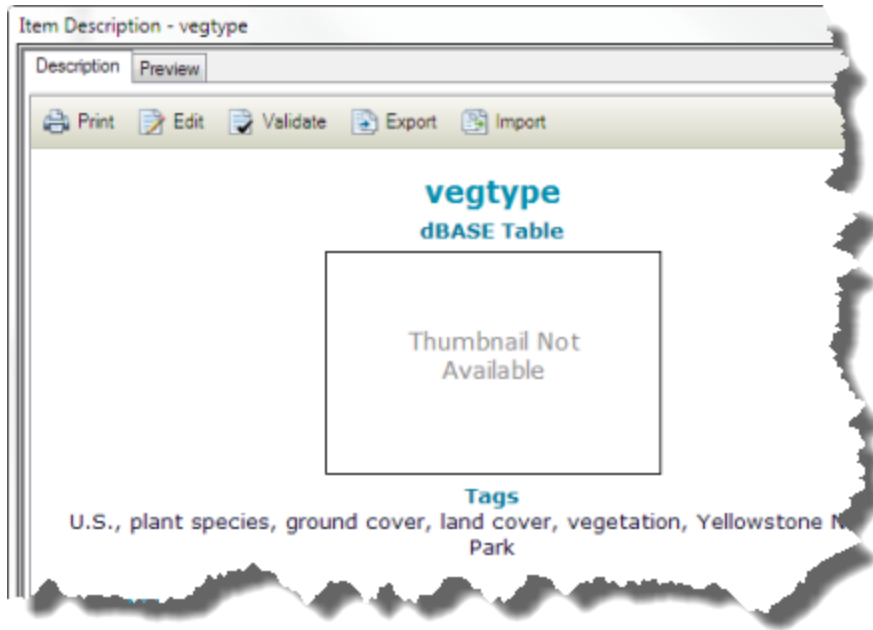 Item Description - vegtype
Description Preview
Print Edit Validate Export Import
vegtype
dBASE Table
Thumbnail Not
Available
Tags
U.S., plant species, ground cover, land cover, vegetation, Yellowstone
Park